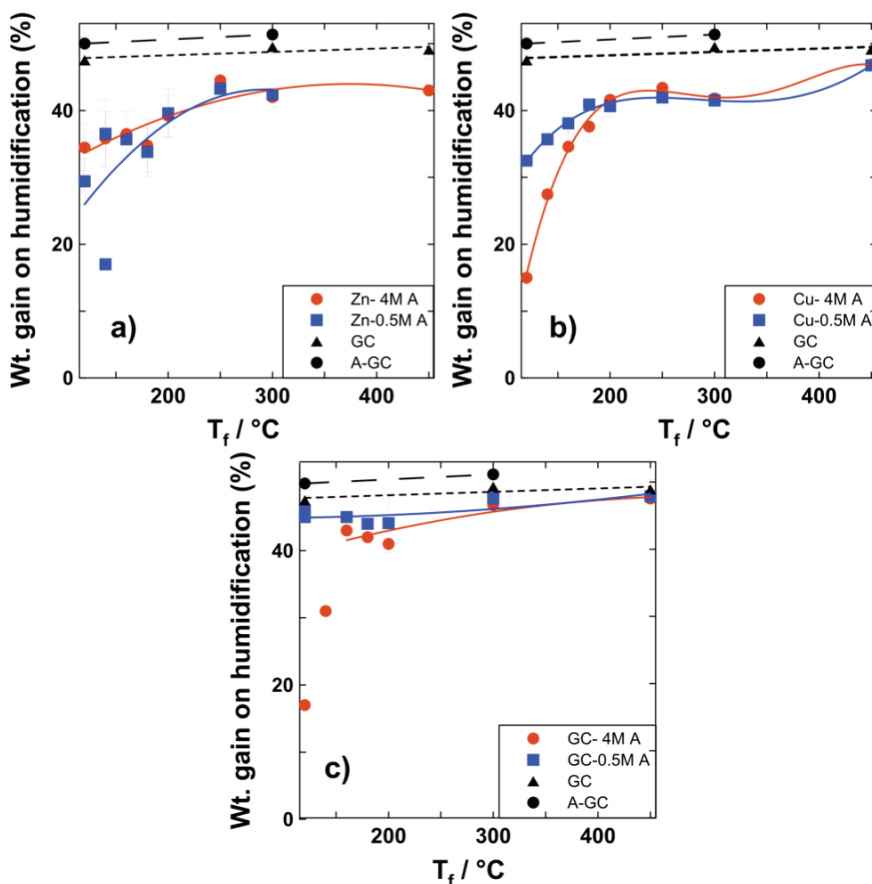 Wt. gain on humidification (%)
40
20
0
a)
Zn- 4M A
Zn-0.5M A
GC
A-GC
200
300
400
T_f / °C
Wt. gain on humidification (%)
40
20
0
b)
Cu- 4M A
Cu-0.5M A
GC
A-GC
200
300
400
T_f / °C
Wt. gain on humidification (%)
40
20
0
c)
GC- 4M A
GC-0.5M A
GC
A-GC
200
300
400
T_f / °C